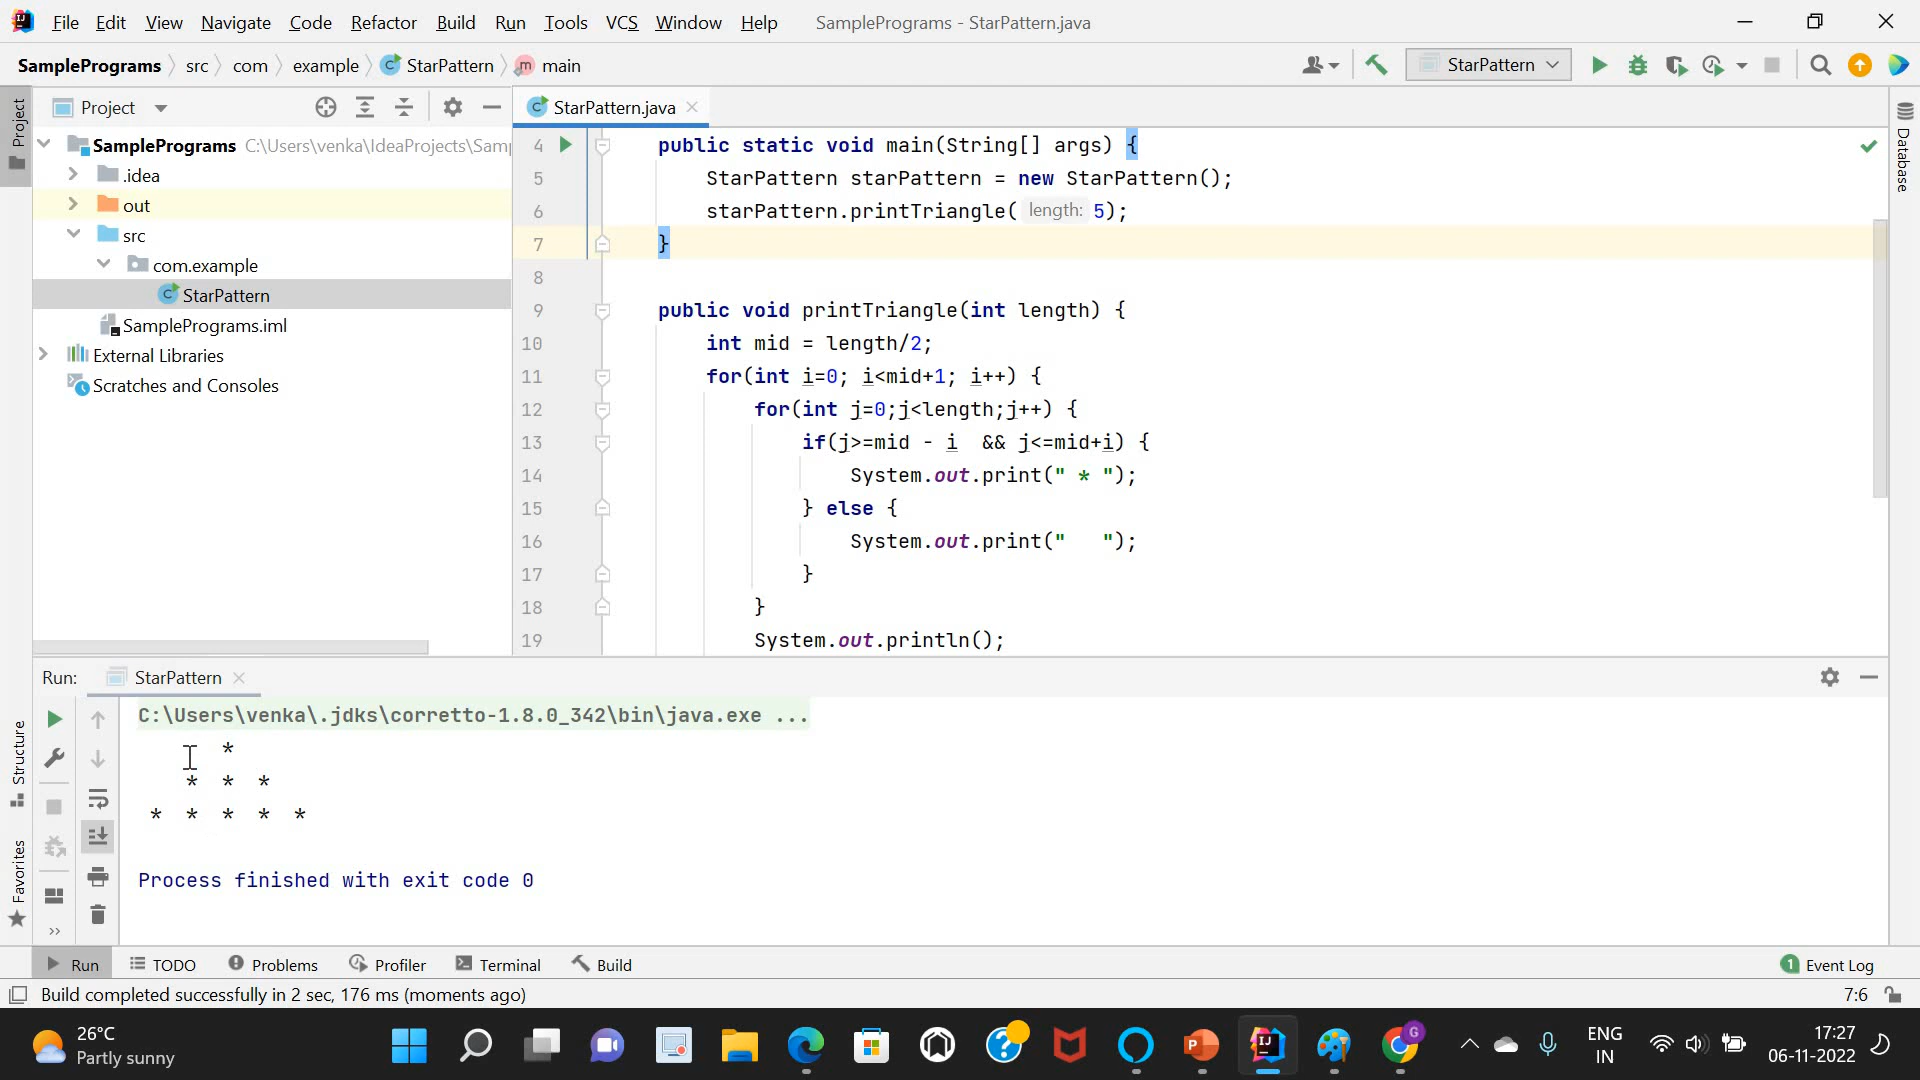 File Edit View Navigate Code Refactor Build Run Tools VCS Window Help SamplePrograms - StarPattern.java
SamplePrograms src com example StarPattern main StarPattern
Project
Project
StarPattern.java
SamplePrograms C:\Users\venka\IdeaProjects\Sam
.idea
out
src
com.example
StarPattern
SamplePrograms.iml
External Libraries
Scratches and Consoles
4 public static void main(String[] args) {
5 StarPattern starPattern = new StarPattern();
6 starPattern.printTriangle( length: 5);
7 }
8
9 public void printTriangle(int length) {
10 int mid = length/2;
11 for(int i=0; i<mid+1; i++) {
12 for(int j=0;j<length;j++) {
13 if(j>=mid - i  && j<=mid+i) {
14 System.out.print(" * ");
15 } else {
16 System.out.print("   ");
17 }
18 }
19 System.out.println();
Database
Run: StarPattern
C:\Users\venka\.jdks\corretto-1.8.0_342\bin\java.exe ...
*
* * *
* * * * *
Process finished with exit code 0
Structure
Favorites
Run TODO Problems Profiler Terminal Build 1 Event Log
Build completed successfully in 2 sec, 176 ms (moments ago) 7:6
26°C
Partly sunny
ENG
IN
17:27
06-11-2022